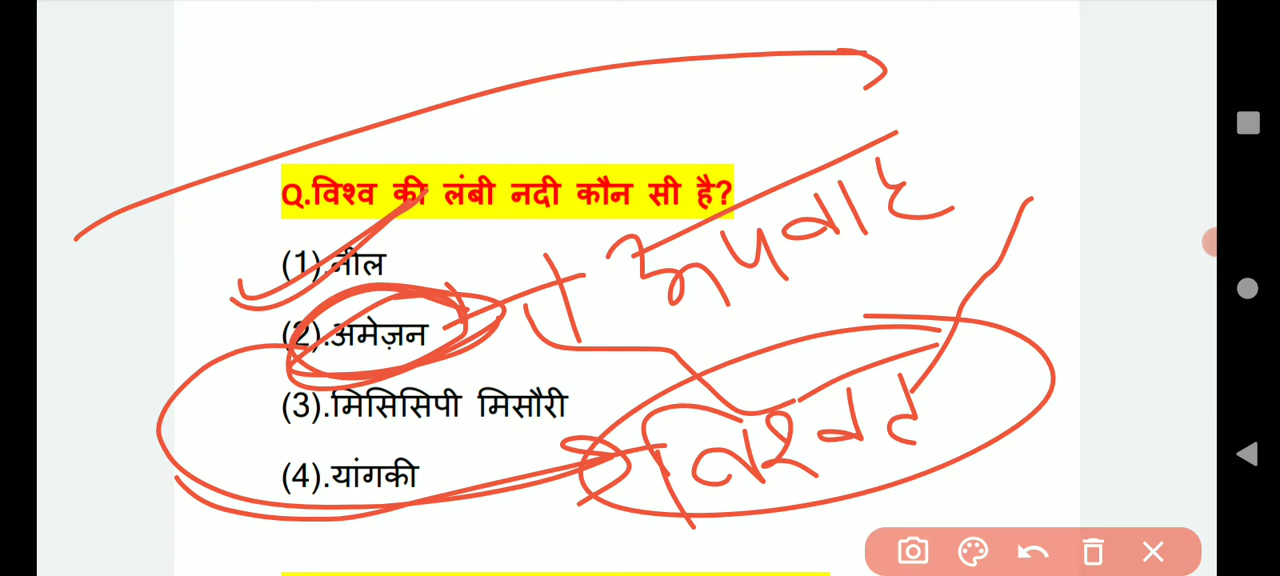 Q.विश्व की लंबी नदी कौन सी है?
(1).नील
(2).अमेज़न
(3).मिसिसिपी मिसौरी
(4).यांगकी